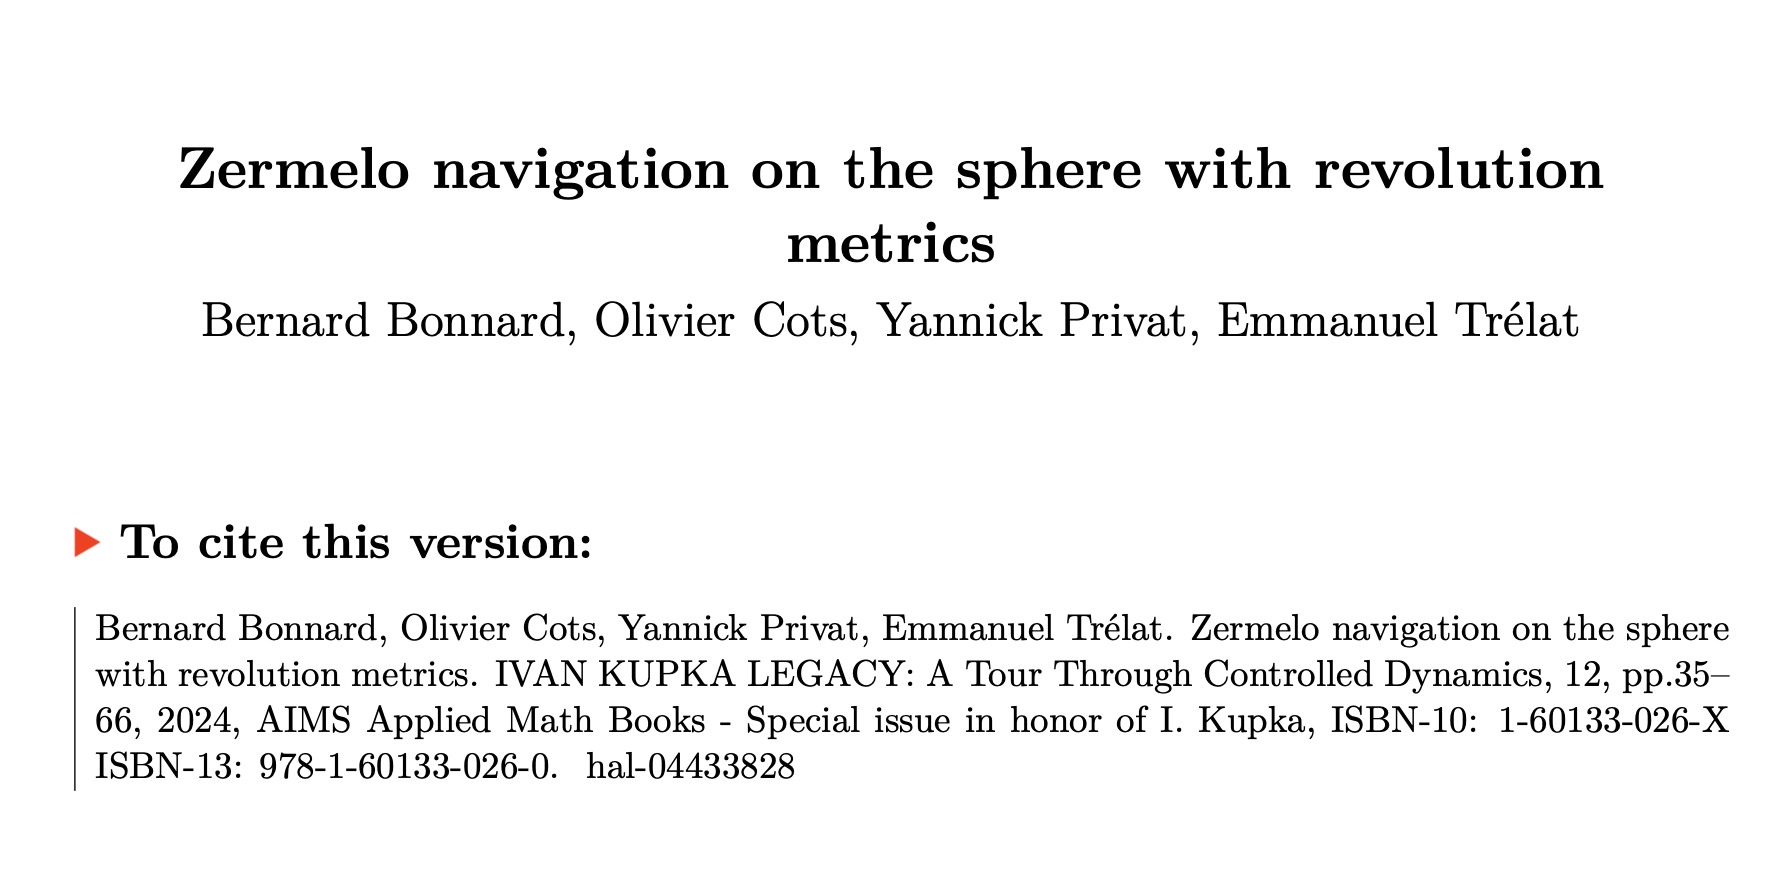 Zermelo navigation on the sphere with revolution
metrics
Bernard Bonnard, Olivier Cots, Yannick Privat, Emmanuel Trélat
To cite this version:
Bernard Bonnard, Olivier Cots, Yannick Privat, Emmanuel Trélat. Zermelo navigation on the sphere
with revolution metrics. IVAN KUPKA LEGACY: A Tour Through Controlled Dynamics, 12, pp.35–
66, 2024, AIMS Applied Math Books - Special issue in honor of I. Kupka, ISBN-10: 1-60133-026-X
ISBN-13: 978-1-60133-026-0. hal-04433828